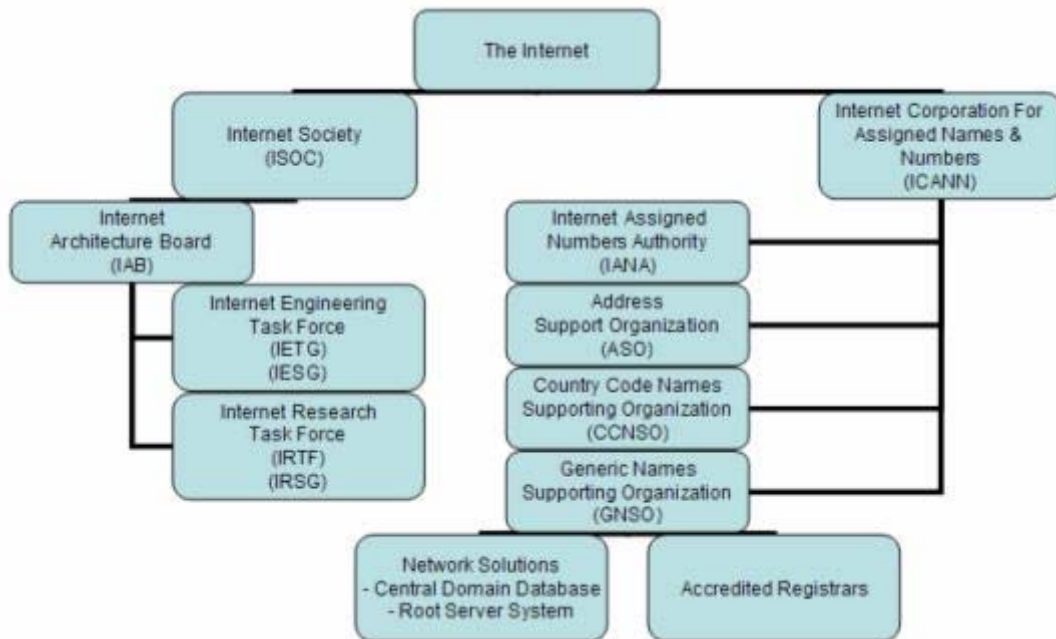 The Internet
Internet Society
(ISOC)
Internet Corporation For
Assigned Names &
Numbers
(ICANN)
Internet
Architecture Board
(IAB)
Internet Engineering
Task Force
(IETG)
(IESG)
Internet Research
Task Force
(IRTF)
(IRSG)
Internet Assigned
Numbers Authority
(IANA)
Address
Support Organization
(ASO)
Country Code Names
Supporting Organization
(CCNSO)
Generic Names
Supporting Organization
(GNSO)
Network Solutions
- Central Domain Database
- Root Server System
Accredited Registrars